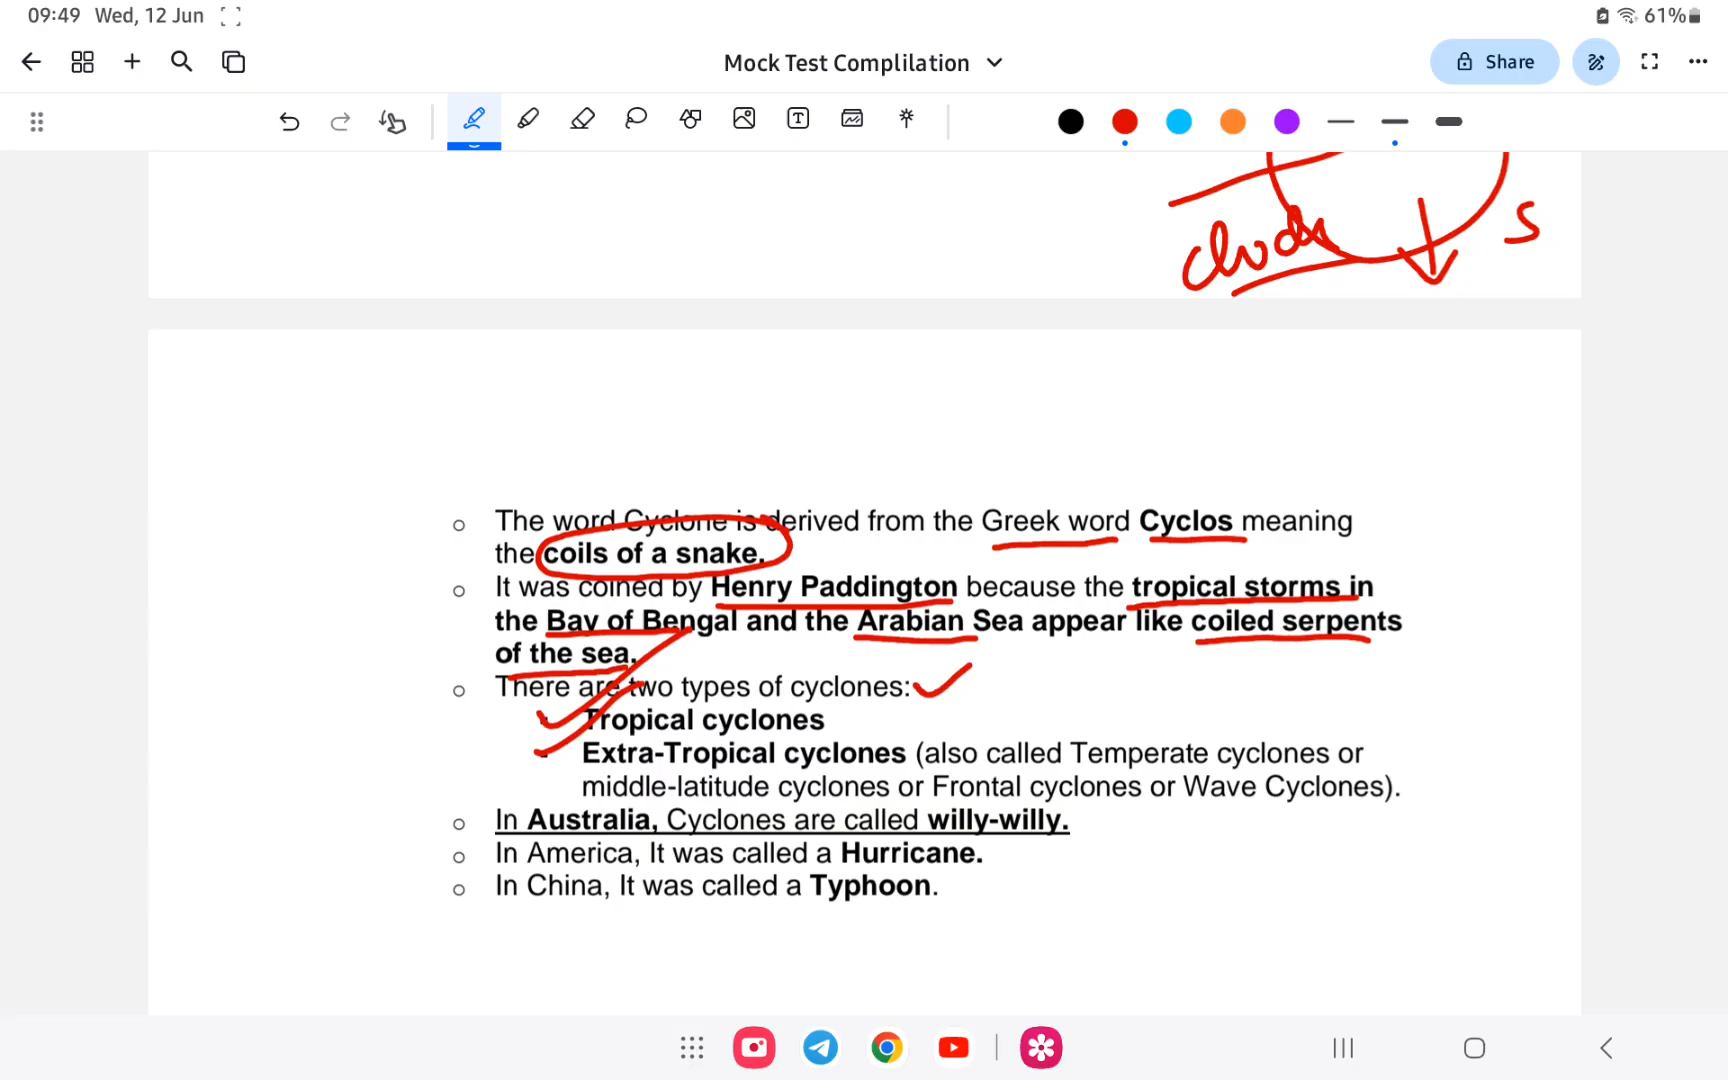 09:49 Wed, 12 Jun
61%
Mock Test Complilation
Share
s
The word Cyclone is derived from the Greek word Cyclos meaning
the coils of a snake.
It was coined by Henry Paddington because the tropical storms in
the Bay of Bengal and the Arabian Sea appear like coiled serpents
of the sea.
There are two types of cyclones:
Tropical cyclones
Extra-Tropical cyclones (also called Temperate cyclones or
middle-latitude cyclones or Frontal cyclones or Wave Cyclones).
In Australia, Cyclones are called willy-willy.
In America, It was called a Hurricane.
In China, It was called a Typhoon.